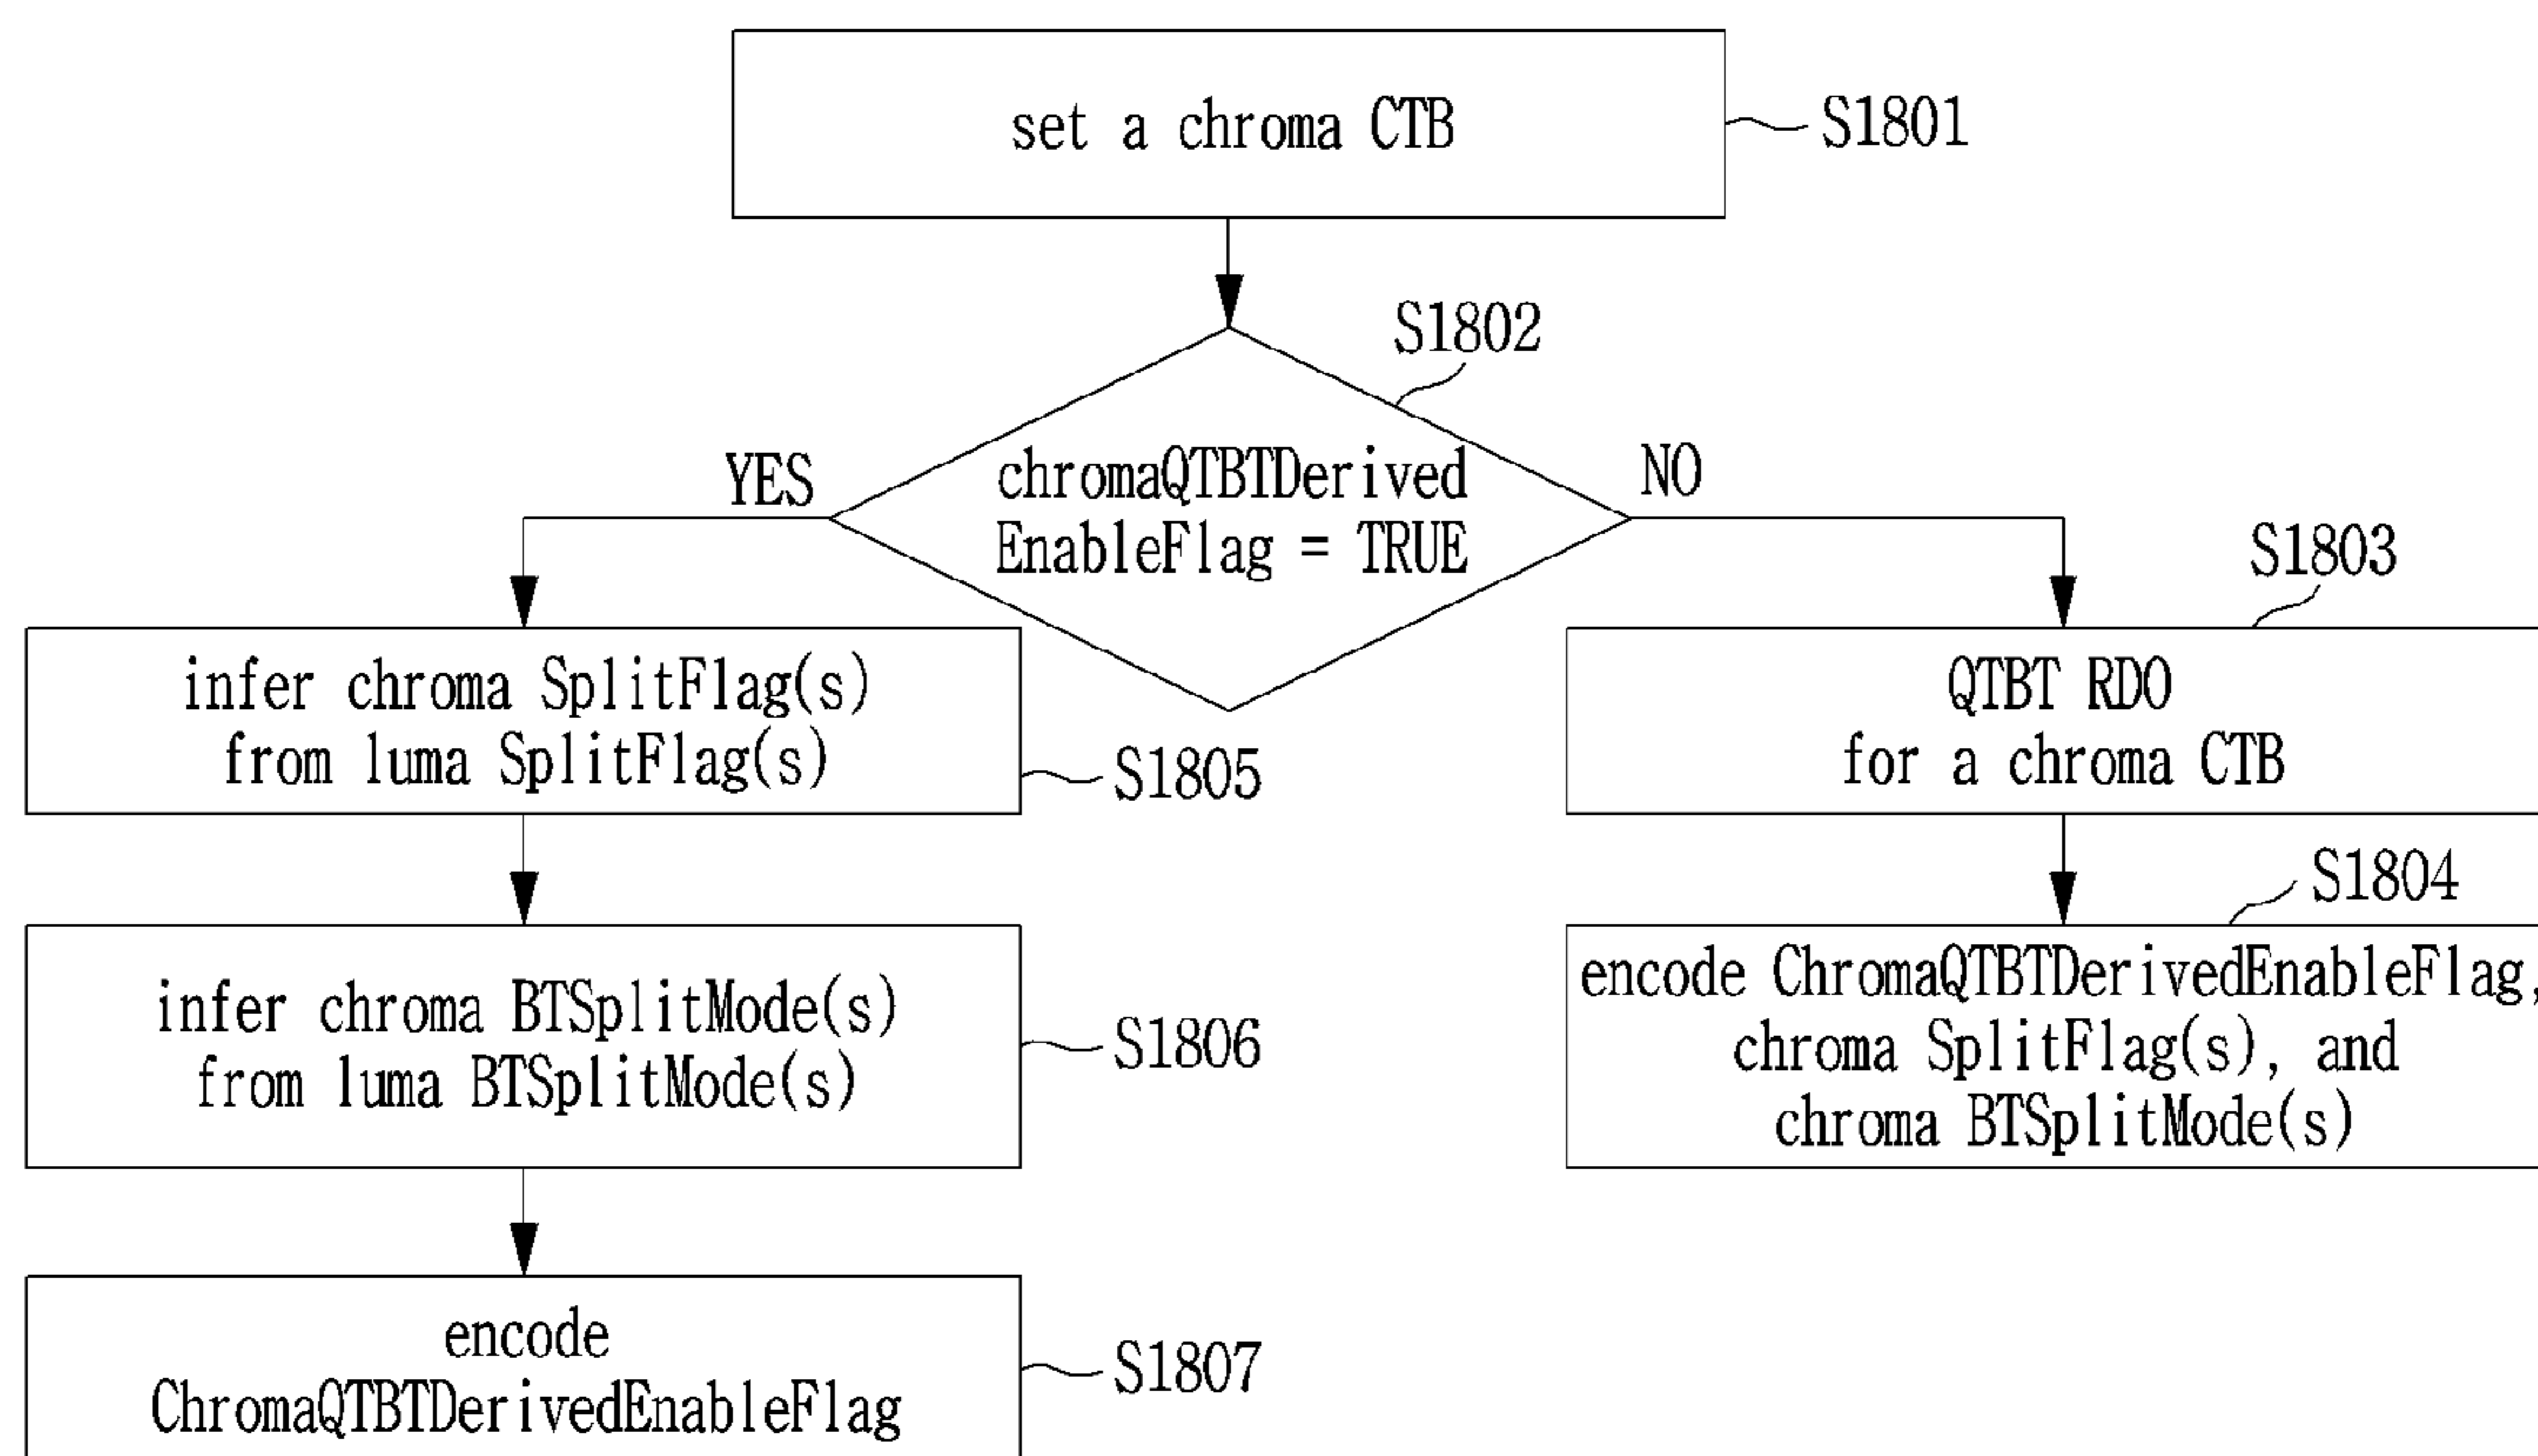 set a chroma CTB
S1801
S1802
chromaQTBTDerived
EnableFlag = TRUE
YES
NO
infer chroma SplitFlag(s)
from luma SplitFlag(s)
S1805
S1803
QTBT RDO
for a chroma CTB
infer chroma BTSplitMode(s)
from luma BTSplitMode(s)
S1806
S1804
encode ChromaQTBTDerivedEnableFlag,
chroma SplitFlag(s), and
chroma BTSplitMode(s)
encode
ChromaQTBTDerivedEnableFlag
S1807